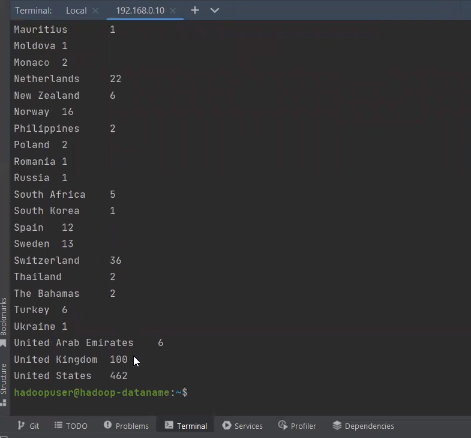 Terminal: Local × 192.168.0.10 × +
Mauritius 1
Moldova 1
Monaco 2
Netherlands 22
New Zealand 6
Norway 16
Philippines 2
Poland 2
Romania 1
Russia 1
South Africa 5
South Korea 1
Spain 12
Sweden 13
Switzerland 36
Thailand 2
The Bahamas 2
Turkey 6
Ukraine 1
United Arab Emirates 6
United Kingdom 100
United States 462
hadoopuser@hadoop-dataname:~$
Bookmarks
Structure
Git TODO Problems Terminal Services Profiler Dependencies